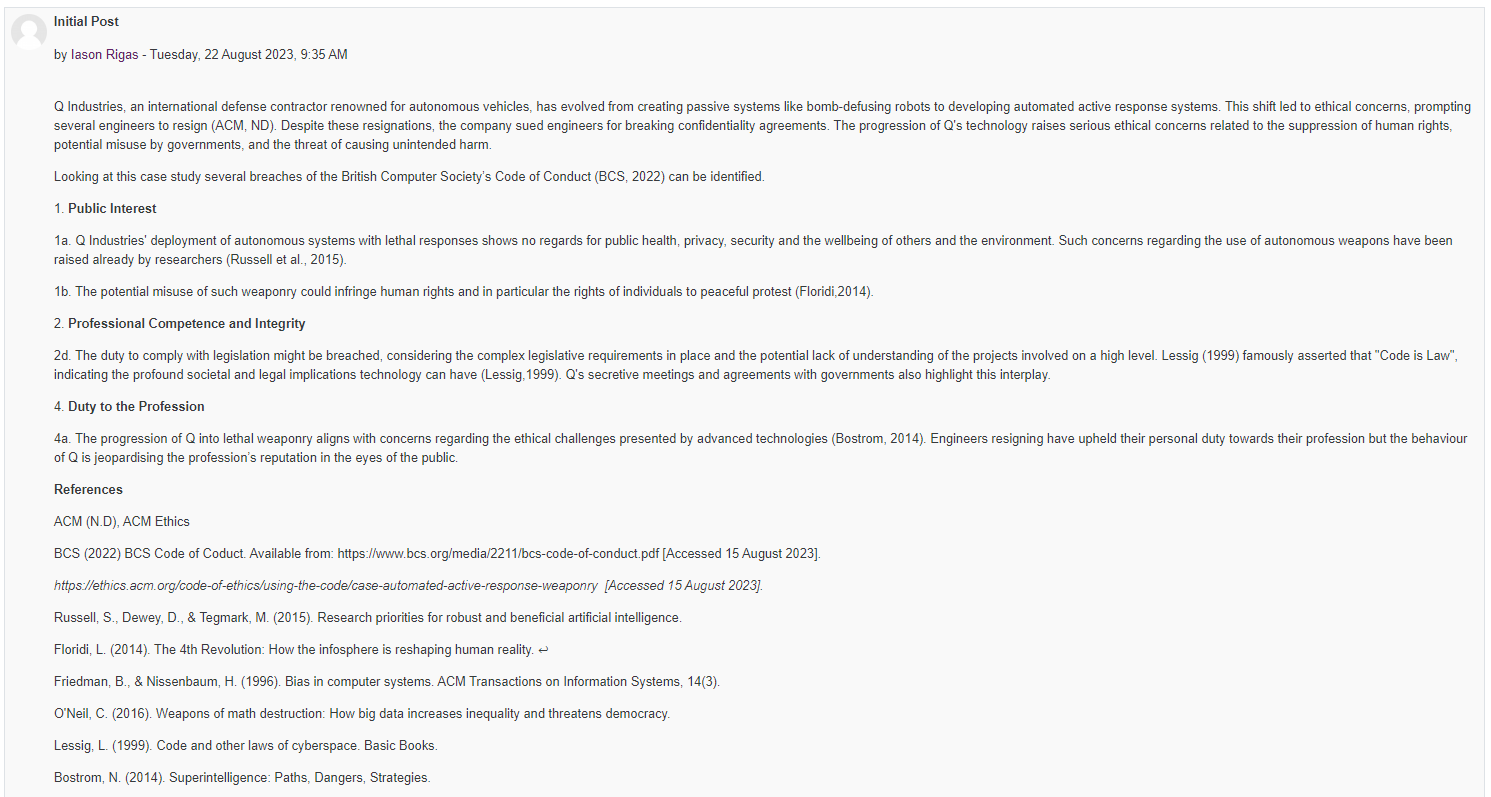 Initial Post
by Iason Rigas - Tuesday, 22 August 2023, 9:35 AM
Q Industries, an international defense contractor renowned for autonomous vehicles, has evolved from creating passive systems like bomb-defusing robots to developing automated active response systems. This shift led to ethical concerns, prompting
several engineers to resign (ACM, ND). Despite these resignations, the company sued engineers for breaking confidentiality agreements. The progression of Q's technology raises serious ethical concerns related to the suppression of human rights,
potential misuse by governments, and the threat of causing unintended harm.
Looking at this case study several breaches of the British Computer Society's Code of Conduct (BCS, 2022) can be identified.
1. Public Interest
1a. Q Industries' deployment of autonomous systems with lethal responses shows no regards for public health, privacy, security and the wellbeing of others and the environment. Such concerns regarding the use of autonomous weapons have been
raised already by researchers (Russell et al., 2015).
1b. The potential misuse of such weaponry could infringe human rights and in particular the rights of individuals to peaceful protest (Floridi,2014).
2. Professional Competence and Integrity
2d. The duty to comply with legislation might be breached, considering the complex legislative requirements in place and the potential lack of understanding of the projects involved on a high level. Lessig (1999) famously asserted that "Code is Law",
indicating the profound societal and legal implications technology can have (Lessig,1999). Q's secretive meetings and agreements with governments also highlight this interplay.
4. Duty to the Profession
4a. The progression of Q into lethal weaponry aligns with concerns regarding the ethical challenges presented by advanced technologies (Bostrom, 2014). Engineers resigning have upheld their personal duty towards their profession but the behaviour
of Q is jeopardising the profession's reputation in the eyes of the public.
References
ACM (N.D), ACM Ethics
BCS (2022) BCS Code of Coduct. Available from: https://www.bcs.org/media/2211/bcs-code-of-conduct.pdf [Accessed 15 August 2023].
https://ethics.acm.org/code-of-ethics/using-the-code/case-automated-active-response-weaponry [Accessed 15 August 2023].
Russell, S., Dewey, D., & Tegmark, M. (2015). Research priorities for robust and beneficial artificial intelligence.
Floridi, L. (2014). The 4th Revolution: How the infosphere is reshaping human reality. ↩
Friedman, B., & Nissenbaum, H. (1996). Bias in computer systems. ACM Transactions on Information Systems, 14(3).
O'Neil, C. (2016). Weapons of math destruction: How big data increases inequality and threatens democracy.
Lessig, L. (1999). Code and other laws of cyberspace. Basic Books.
Bostrom, N. (2014). Superintelligence: Paths, Dangers, Strategies.